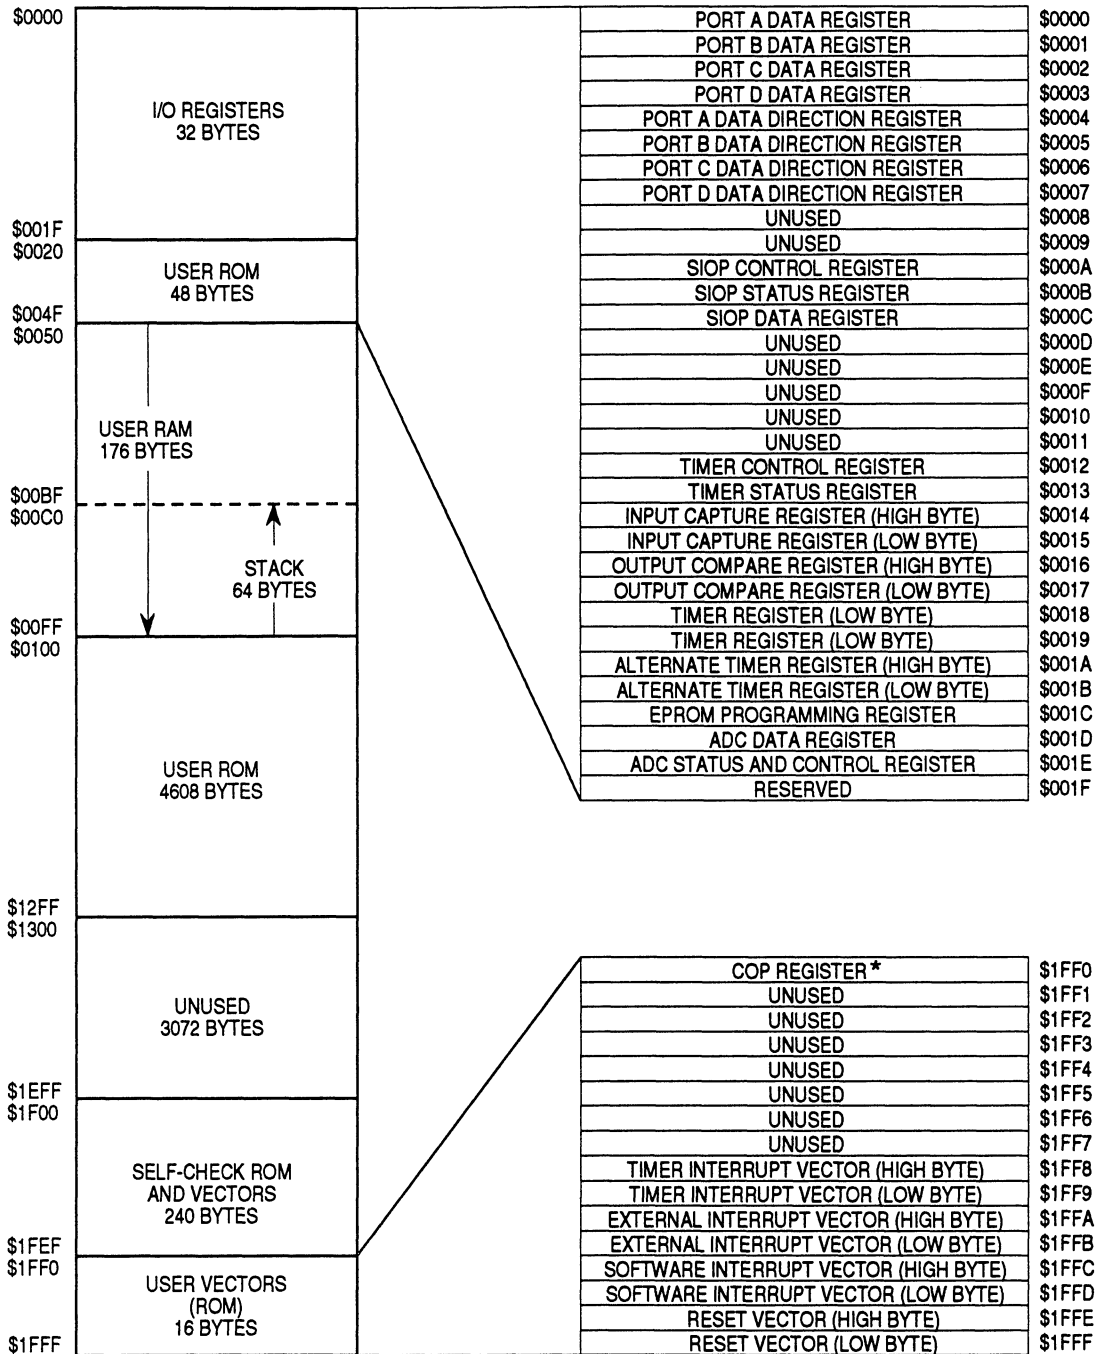 $0000
I/O REGISTERS
32 BYTES
$001F
$0020
USER ROM
48 BYTES
$004F
$0050
USER RAM
176 BYTES
$00BF
$00C0
STACK
64 BYTES
$00FF
$0100
USER ROM
4608 BYTES
$12FF
$1300
UNUSED
3072 BYTES
$1EFF
$1F00
SELF-CHECK ROM
AND VECTORS
240 BYTES
$1FEF
$1FF0
USER VECTORS
(ROM)
16 BYTES
$1FFF
PORT A DATA REGISTER $0000
PORT B DATA REGISTER $0001
PORT C DATA REGISTER $0002
PORT D DATA REGISTER $0003
PORT A DATA DIRECTION REGISTER $0004
PORT B DATA DIRECTION REGISTER $0005
PORT C DATA DIRECTION REGISTER $0006
PORT D DATA DIRECTION REGISTER $0007
UNUSED $0008
UNUSED $0009
SIOP CONTROL REGISTER $000A
SIOP STATUS REGISTER $000B
SIOP DATA REGISTER $000C
UNUSED $000D
UNUSED $000E
UNUSED $000F
UNUSED $0010
UNUSED $0011
TIMER CONTROL REGISTER $0012
TIMER STATUS REGISTER $0013
INPUT CAPTURE REGISTER (HIGH BYTE) $0014
INPUT CAPTURE REGISTER (LOW BYTE) $0015
OUTPUT COMPARE REGISTER (HIGH BYTE) $0016
OUTPUT COMPARE REGISTER (LOW BYTE) $0017
TIMER REGISTER (LOW BYTE) $0018
TIMER REGISTER (LOW BYTE) $0019
ALTERNATE TIMER REGISTER (HIGH BYTE) $001A
ALTERNATE TIMER REGISTER (LOW BYTE) $001B
EPROM PROGRAMMING REGISTER $001C
ADC DATA REGISTER $001D
ADC STATUS AND CONTROL REGISTER $001E
RESERVED $001F
COP REGISTER * $1FF0
UNUSED $1FF1
UNUSED $1FF2
UNUSED $1FF3
UNUSED $1FF4
UNUSED $1FF5
UNUSED $1FF6
UNUSED $1FF7
TIMER INTERRUPT VECTOR (HIGH BYTE) $1FF8
TIMER INTERRUPT VECTOR (LOW BYTE) $1FF9
EXTERNAL INTERRUPT VECTOR (HIGH BYTE) $1FFA
EXTERNAL INTERRUPT VECTOR (LOW BYTE) $1FFB
SOFTWARE INTERRUPT VECTOR (HIGH BYTE) $1FFC
SOFTWARE INTERRUPT VECTOR (LOW BYTE) $1FFD
RESET VECTOR (HIGH BYTE) $1FFE
RESET VECTOR (LOW BYTE) $1FFF